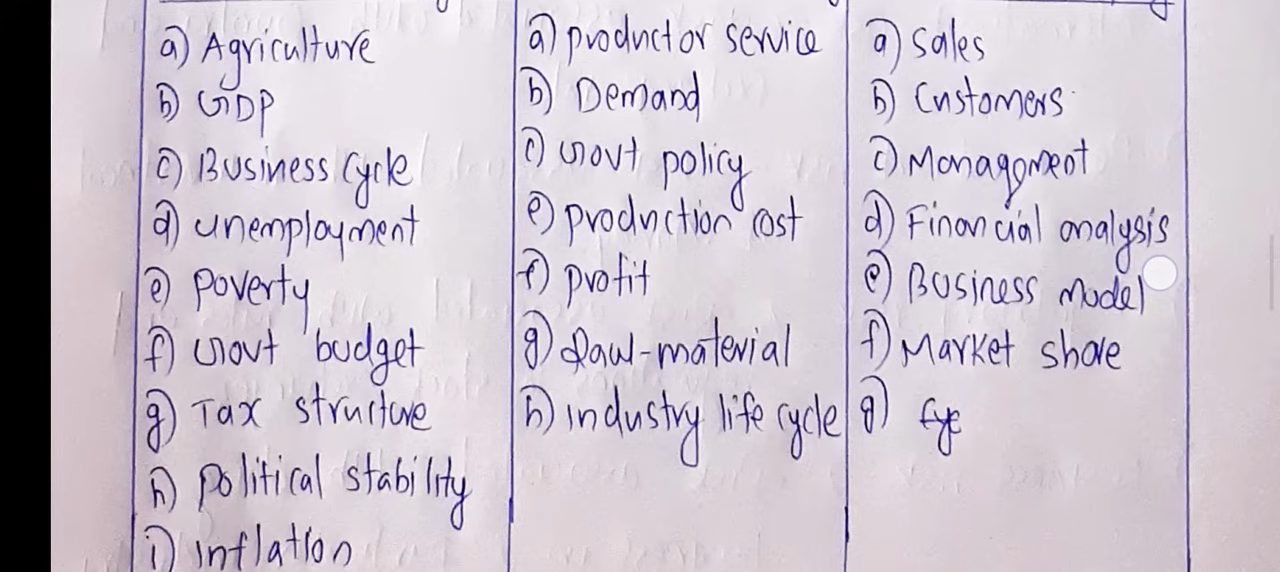 a) Agriculture
b) GDP
c) Business Cycle
d) unemployment
e) poverty
f) Govt budget
g) Tax structure
h) political stability
i) inflation
a) product or service
b) Demand
c) Govt policy
e) production cost
f) profit
g) Raw-material
h) industry life cycle
a) sales
b) Customers
c) Management
d) Financial analysis
e) Business model
f) Market share
g)